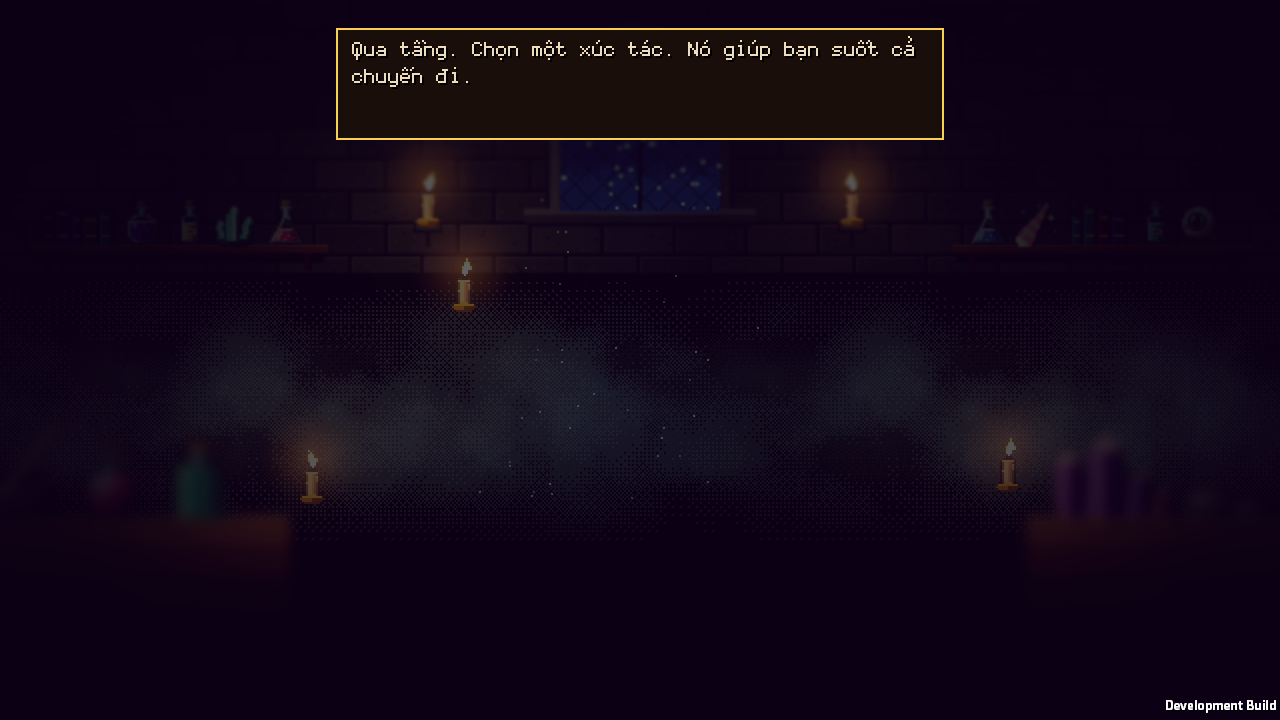 Qua tầng. Chọn một xúc tác. Nó giúp bạn suốt cả
chuyến đi.
Development Build